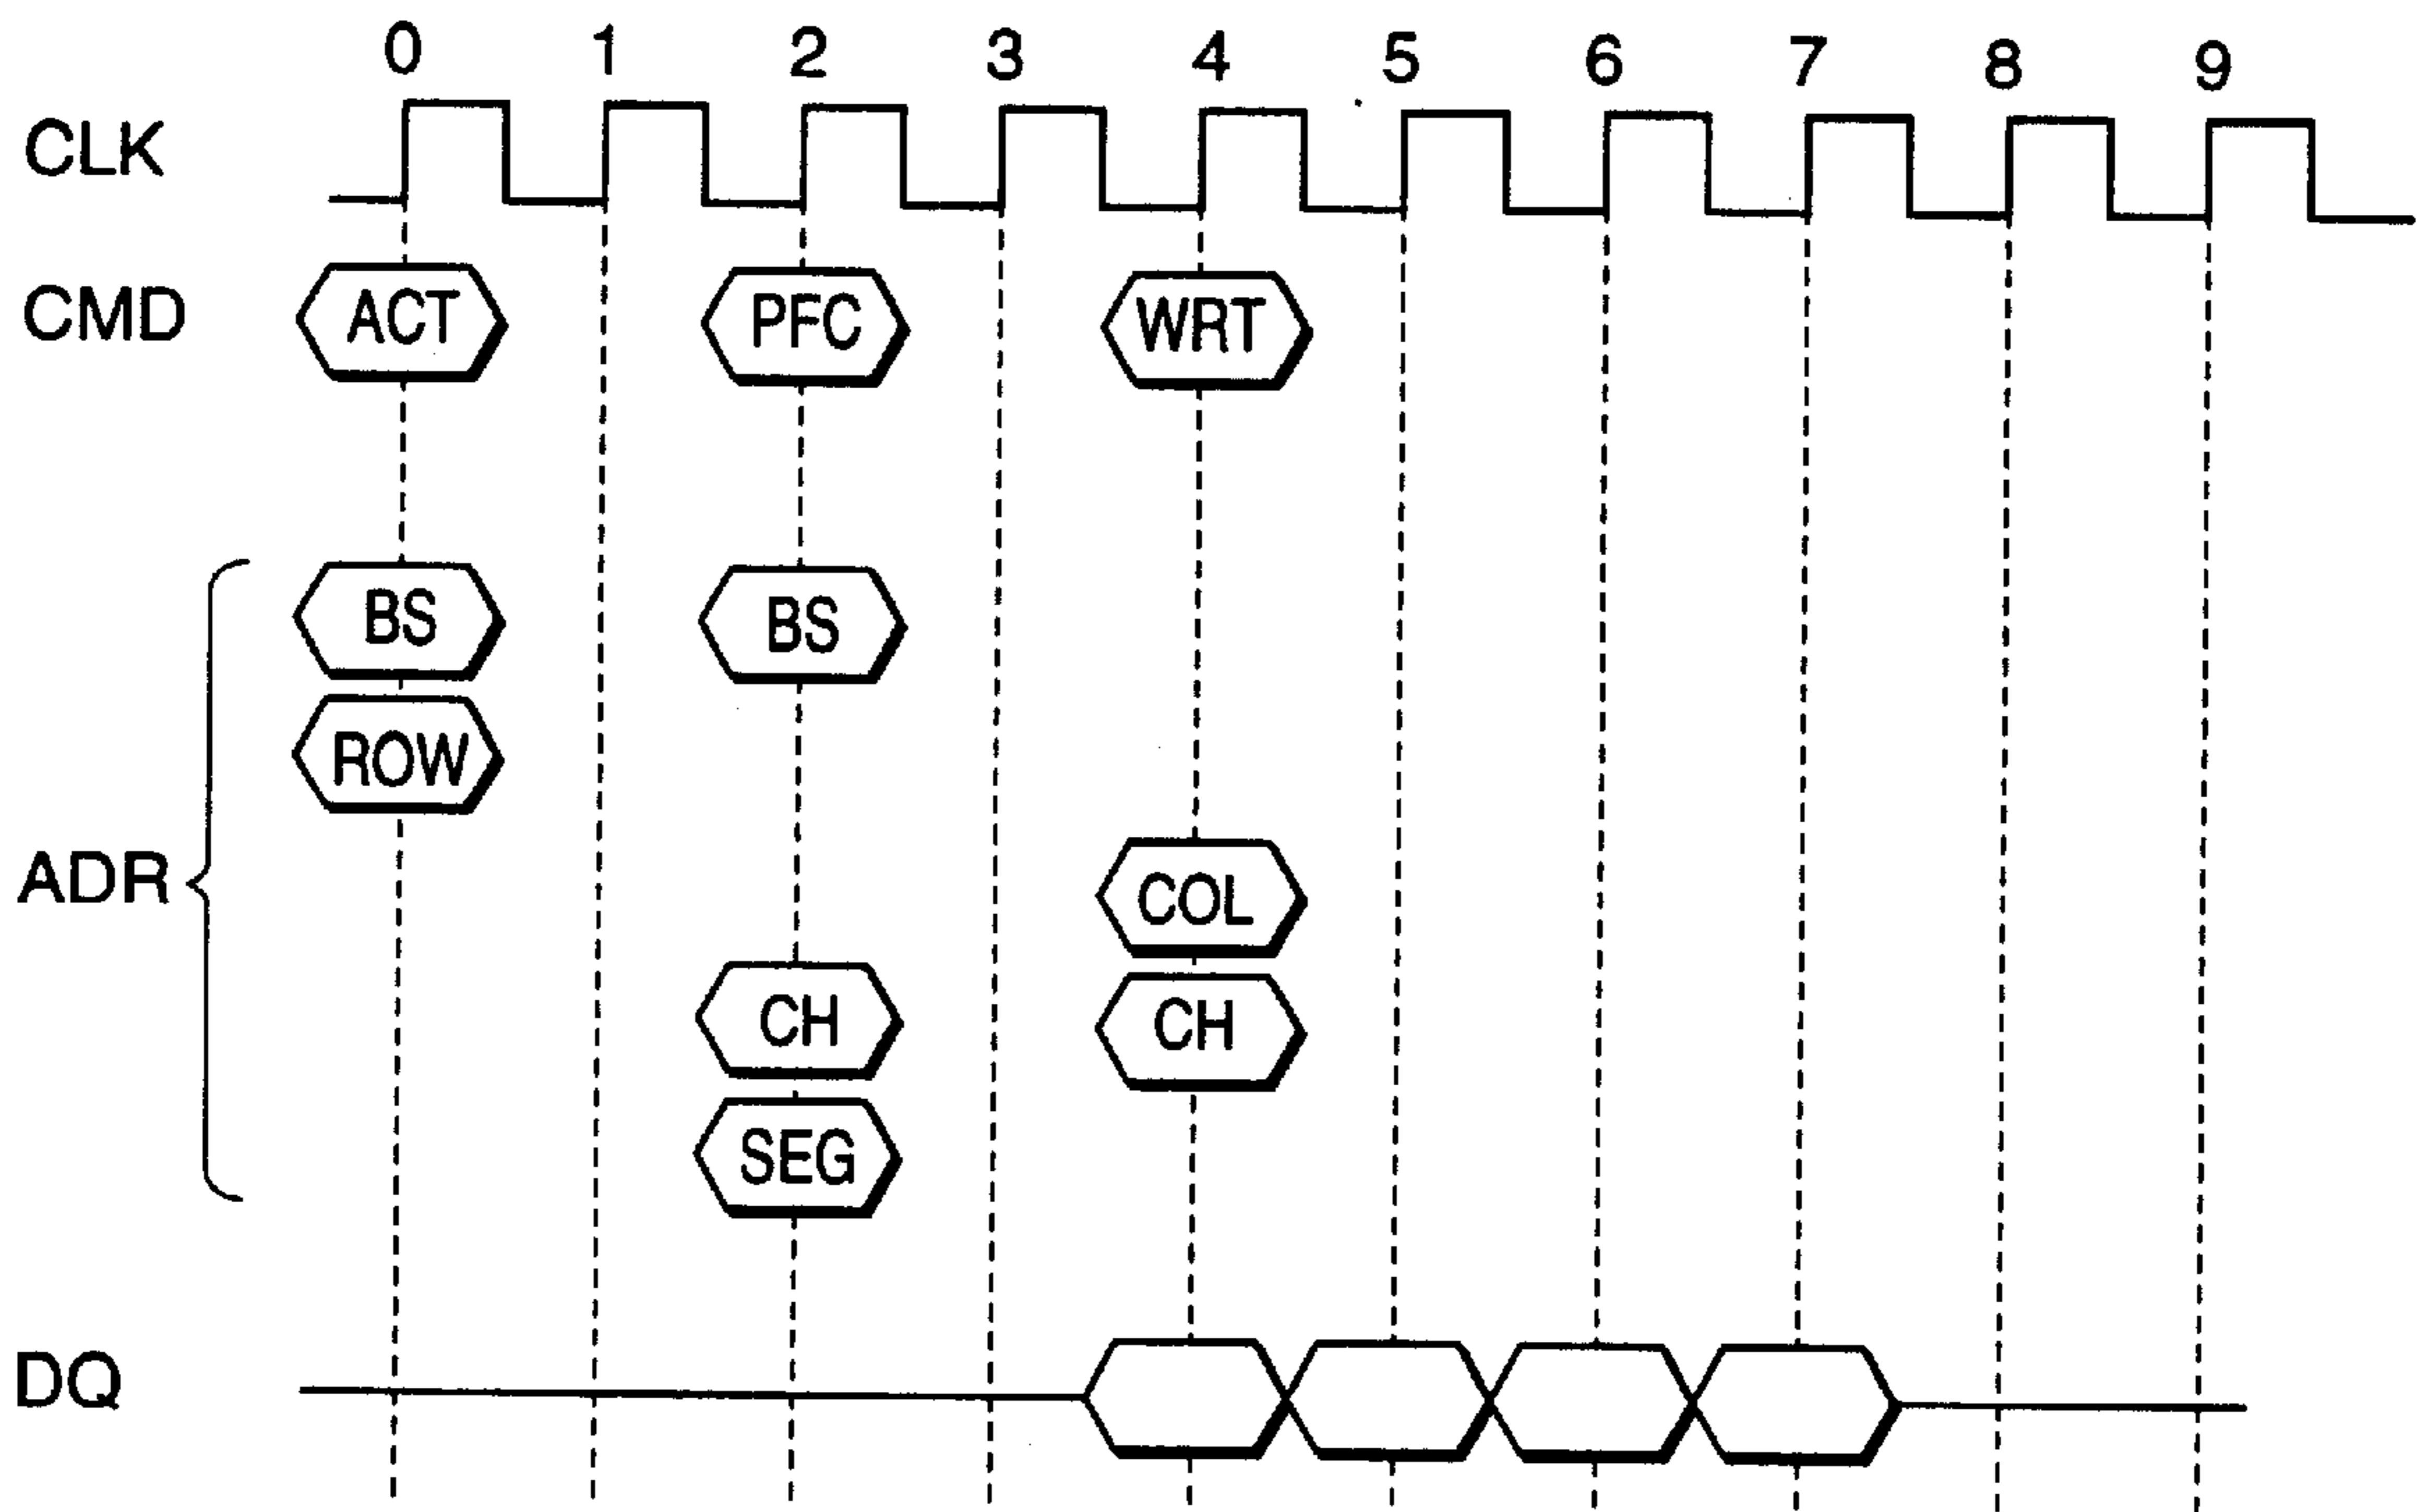 0 1 2 3 4 5 6 7 8 9
CLK
CMD ACT PFC WRT
BS BS
ROW
ADR COL
CH CH
SEG
DQ